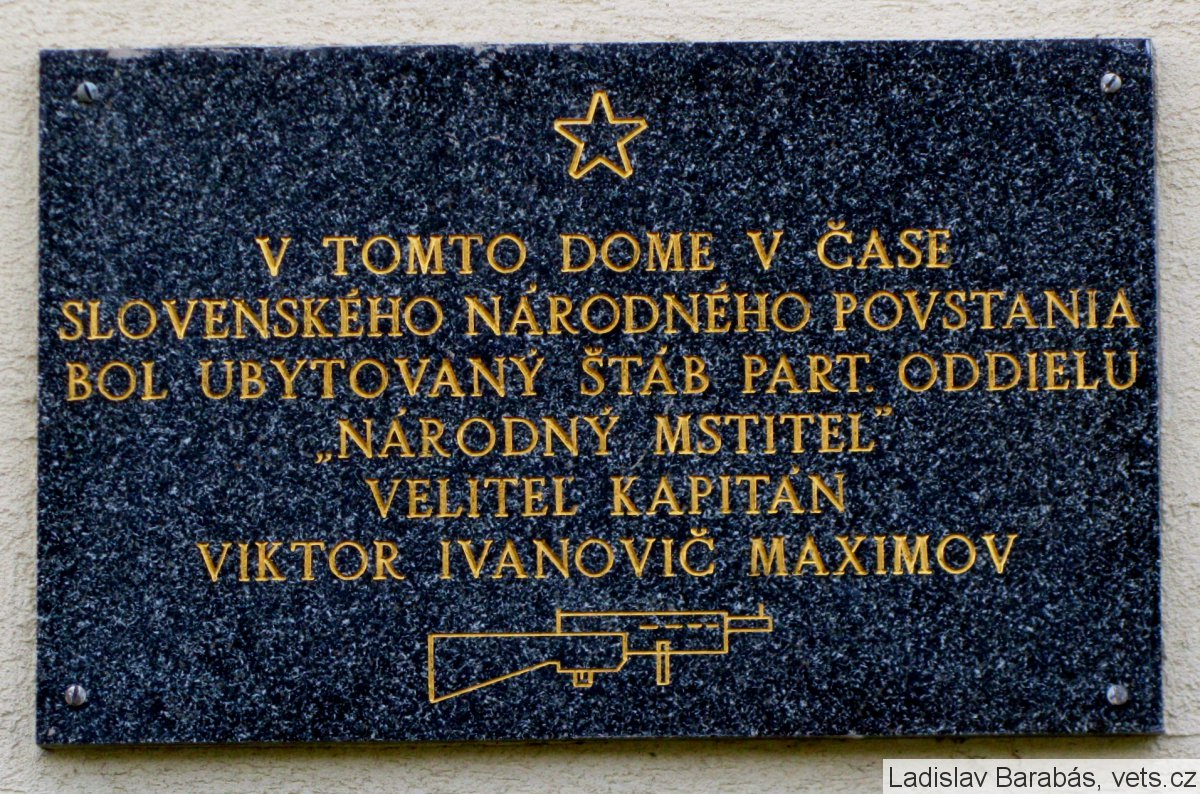 V TOMTO DOME V ČASE
SLOVENSKÉHO NÁRODNÉHO POVSTANIA
BOL UBYTOVANÝ ŠTÁB PART. ODDIELU
„NÁRODNÝ MSTITEĽ”
VELITEĽ KAPITÁN
VIKTOR IVANOVIČ MAXIMOV
Ladislav Barabás, vets.cz